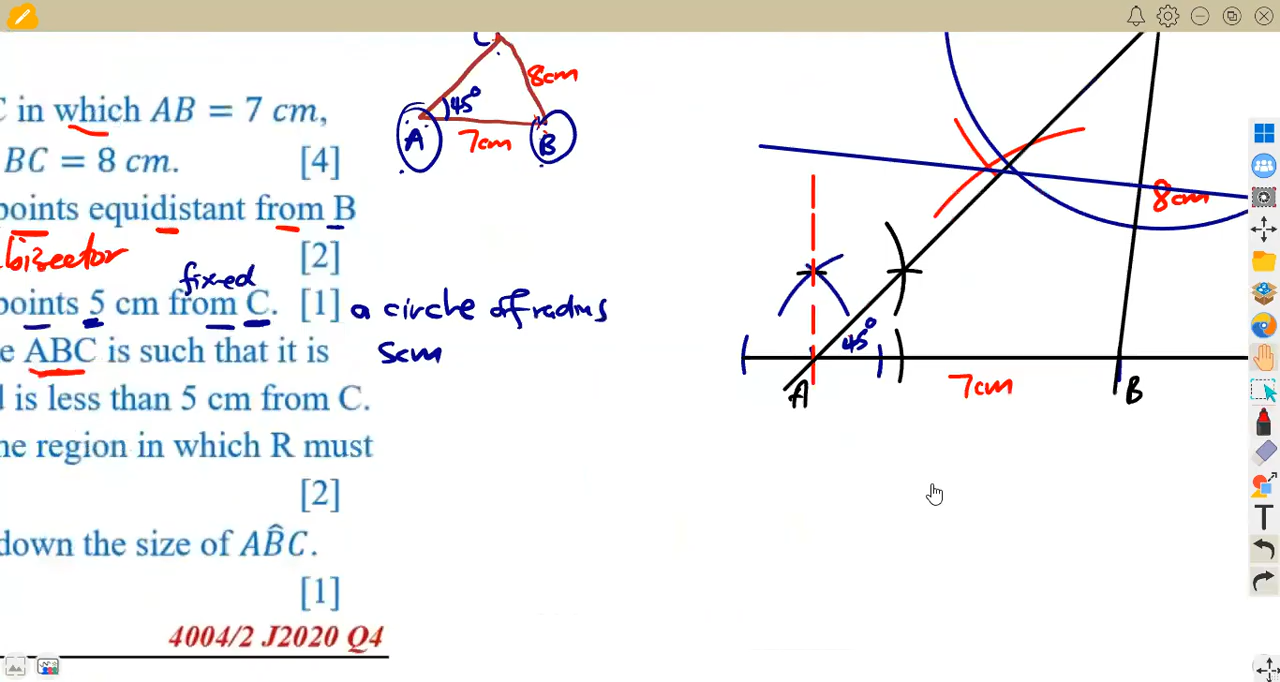 C
8cm
45°
A
7cm
B
C in which AB = 7 cm,
BC = 8 cm. [4]
points equidistant from B
bisector [2]
fixed
points 5 cm from C. [1] a circle of radius
5cm
e ABC is such that it is
d is less than 5 cm from C.
he region in which R must
[2]
down the size of AB̂C.
[1]
4004/2 J2020 Q4
8cm
45°
A
7cm
B
T